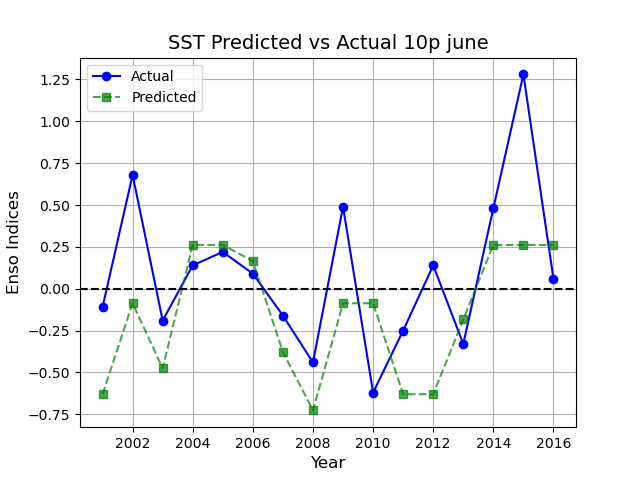 SST Predicted vs Actual 10p june
Actual
Predicted
Enso Indices
1.25
1.00
0.75
0.50
0.25
0.00
−0.25
−0.50
−0.75
2002 2004 2006 2008 2010 2012 2014 2016
Year